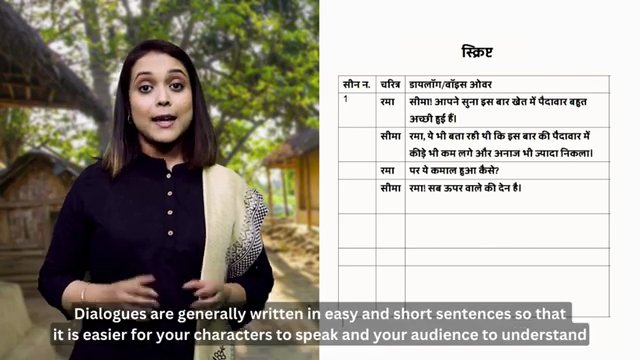 स्क्रिप्ट
सीन न. चरित्र डायलॉग/वॉइस ओवर
1 रमा सीमा! आपने सुना इस बार खेत में पैदावार बहुत
अच्छी हुई हैं।
सीमा रमा, ये भी बता रही थी कि इस बार की पैदावार में
कीड़े भी कम लगे और अनाज भी ज्यादा निकला।
रमा पर ये कमाल हुआ कैसे?
सीमा रमा! सब ऊपर वाले की देन है।
Dialogues are generally written in easy and short sentences so that
it is easier for your characters to speak and your audience to understand